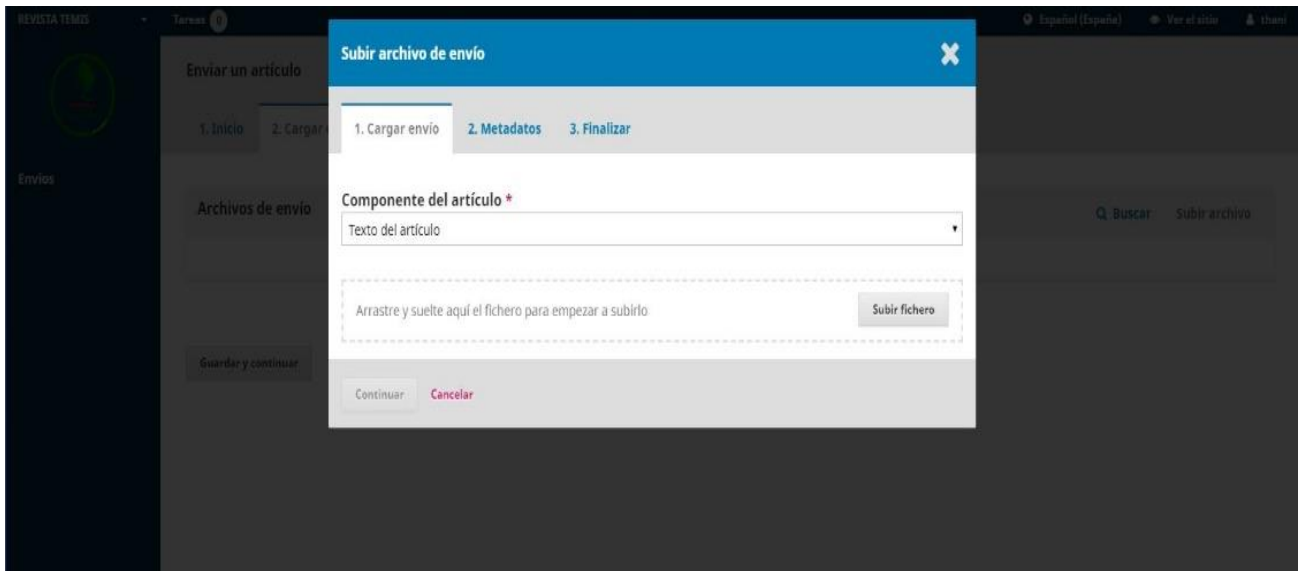 REVISTA TEMIS
Tareas 0
Español (España) Ver el sitio thani
Enviar un artículo
1. Inicio 2. Cargar
Envíos
Archivos de envío
Buscar Subir archivo
Guardar y continuar
Subir archivo de envío
1. Cargar envío 2. Metadatos 3. Finalizar
Componente del artículo *
Texto del artículo
Arrastre y suelte aquí el fichero para empezar a subirlo Subir fichero
Continuar Cancelar